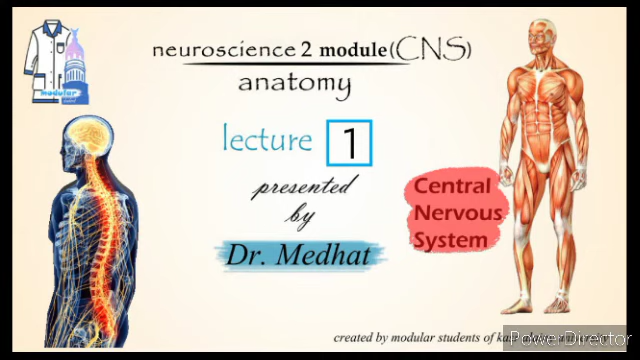 neuroscience 2 module (CNS)
anatomy
lecture 1
presented
by
Dr. Medhat
Central
Nervous
System
modular
created by modular students of
PowerDirector